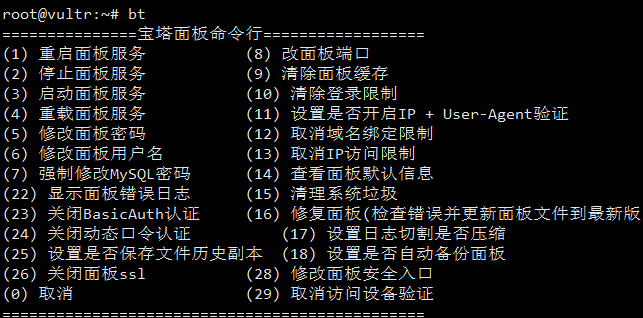 root@vultr:~# bt
===============宝塔面板命令行==================
(1) 重启面板服务 (8) 改面板端口
(2) 停止面板服务 (9) 清除面板缓存
(3) 启动面板服务 (10) 清除登录限制
(4) 重载面板服务 (11) 设置是否开启IP + User-Agent验证
(5) 修改面板密码 (12) 取消域名绑定限制
(6) 修改面板用户名 (13) 取消IP访问限制
(7) 强制修改MySQL密码 (14) 查看面板默认信息
(22) 显示面板错误日志 (15) 清理系统垃圾
(23) 关闭BasicAuth认证 (16) 修复面板(检查错误并更新面板文件到最新版
(24) 关闭动态口令认证 (17) 设置日志切割是否压缩
(25) 设置是否保存文件历史副本 (18) 设置是否自动备份面板
(26) 关闭面板ssl (28) 修改面板安全入口
(0) 取消 (29) 取消访问设备验证
===============================================